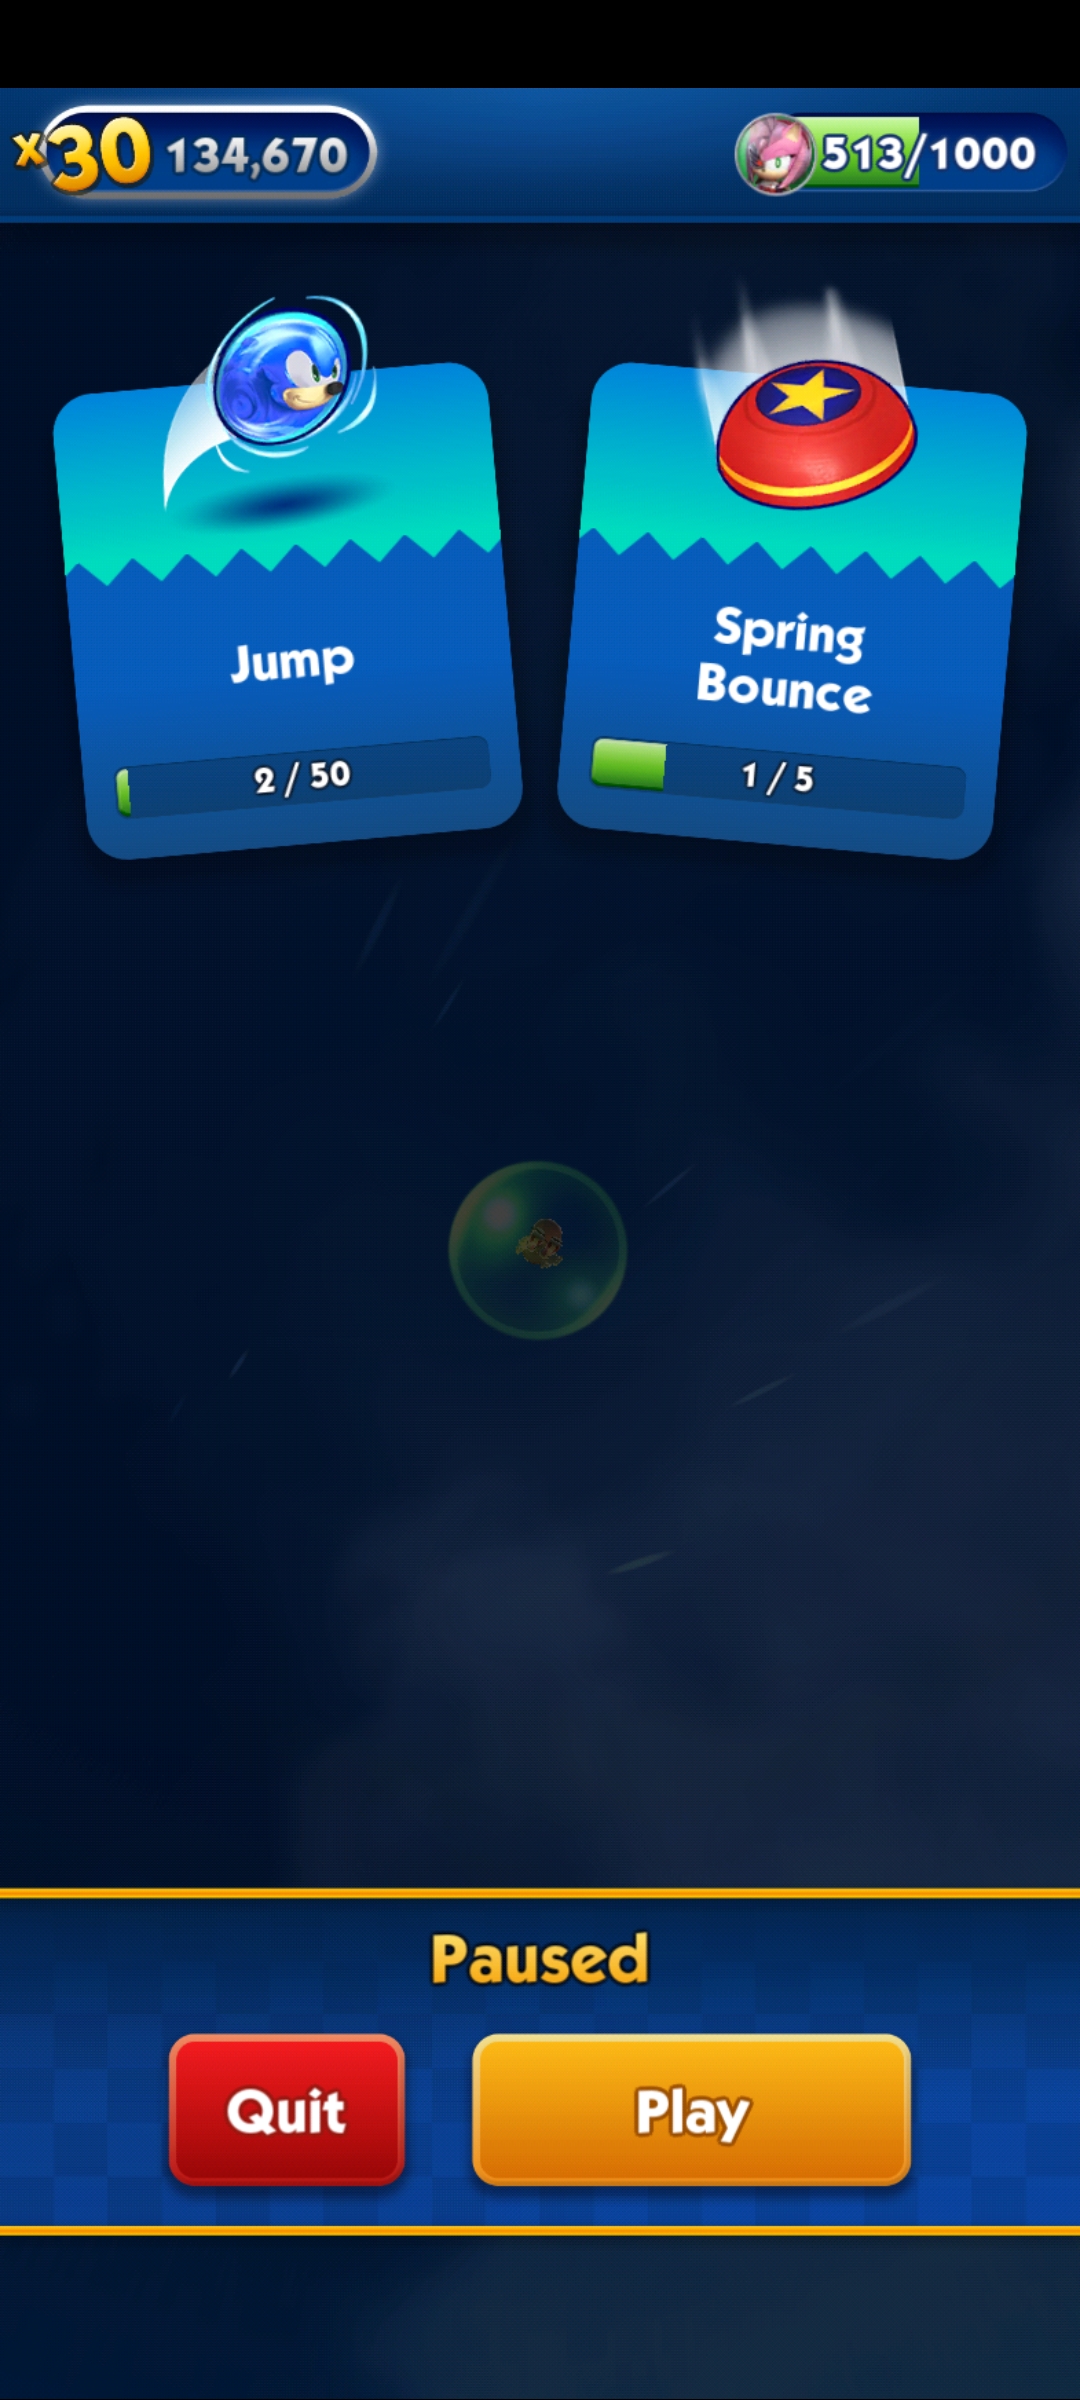 x30 134,670
513/1000
Jump
2 / 50
Spring
Bounce
1 / 5
Paused
Quit
Play